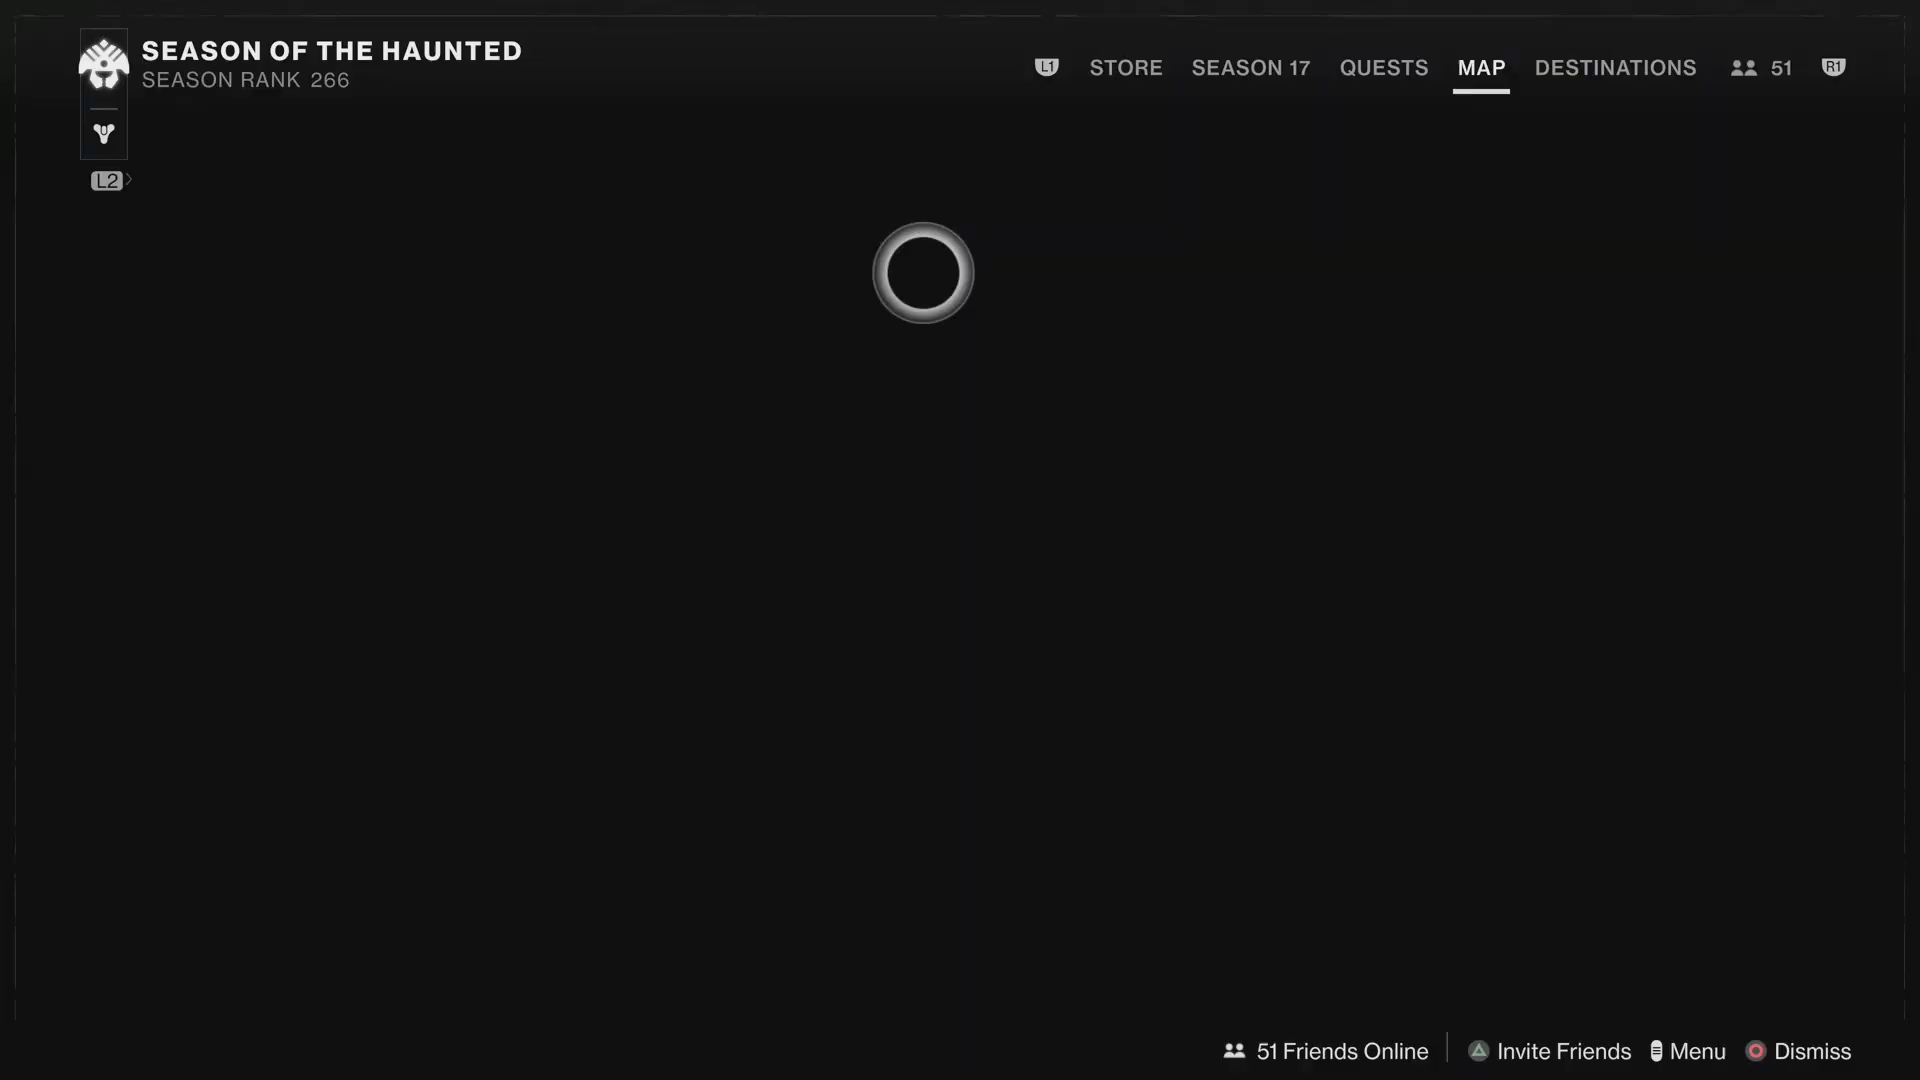 SEASON OF THE HAUNTED
SEASON RANK 266
L1 STORE SEASON 17 QUESTS MAP DESTINATIONS 51 R1
L2
51 Friends Online Invite Friends Menu Dismiss